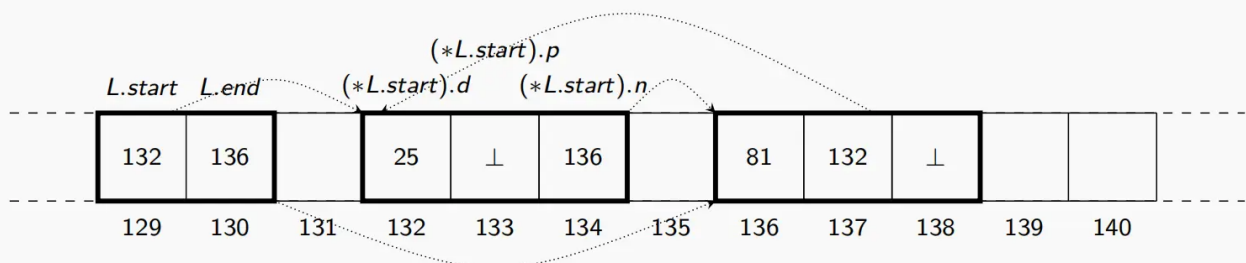 (∗L.start).p
L.start L.end (∗L.start).d (∗L.start).n
132 136 25 ⊥ 136 81 132 ⊥
129 130 131 132 133 134 135 136 137 138 139 140